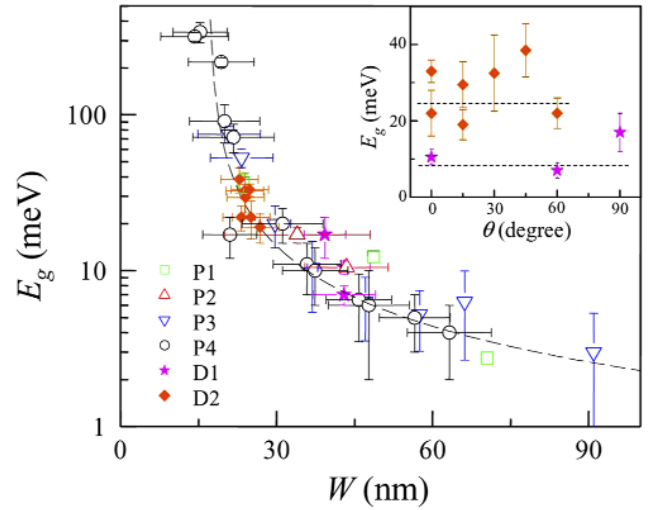 E_g (meV)
100
10
1
0
30
60
90
W (nm)
P1
P2
P3
P4
D1
D2
E_g (meV)
40
20
0
0
30
60
90
θ (degree)